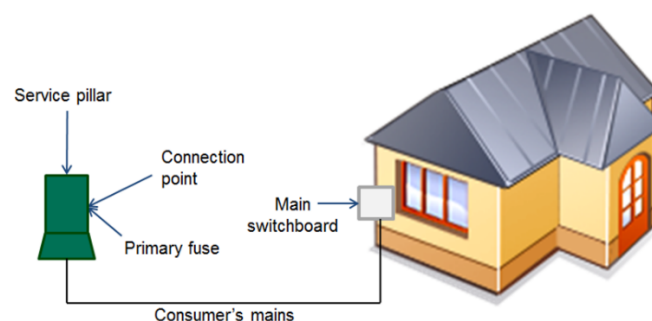 Service pillar
Connection
point
Primary fuse
Main
switchboard
Consumer's mains